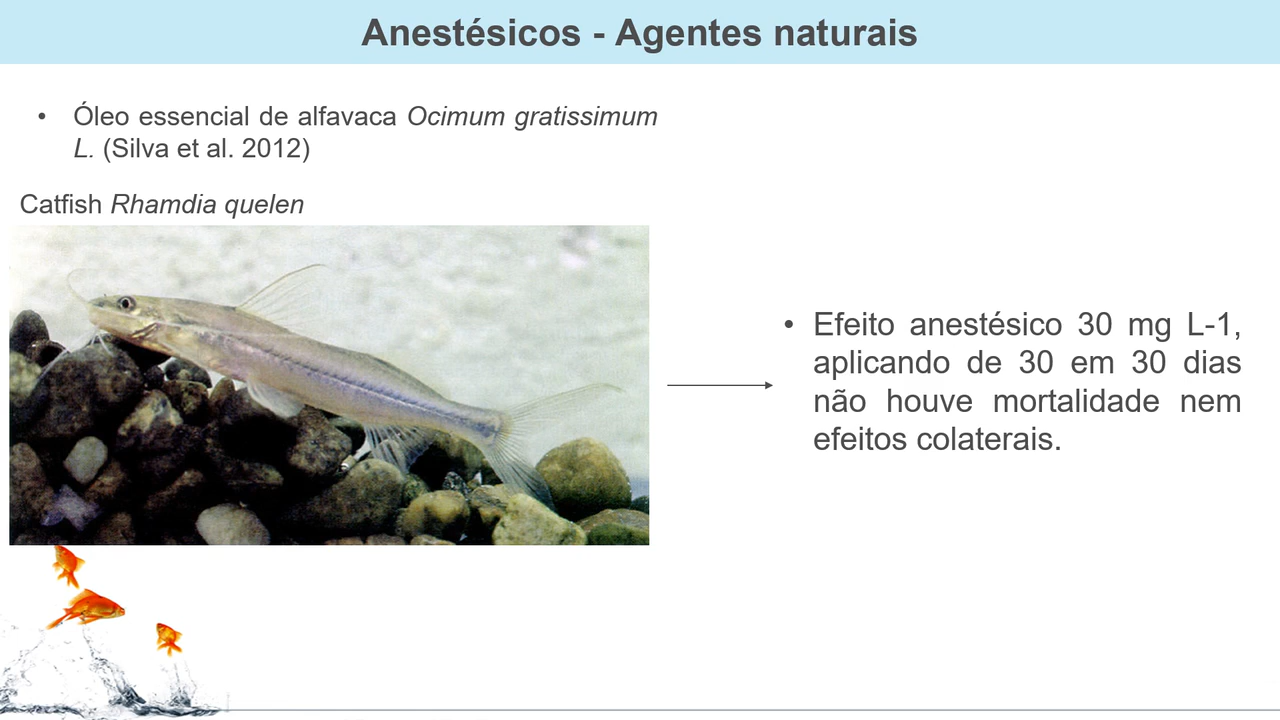 Anestésicos - Agentes naturais
• Óleo essencial de alfavaca Ocimum gratissimum
L. (Silva et al. 2012)
Catfish Rhamdia quelen
• Efeito anestésico 30 mg L-1,
aplicando de 30 em 30 dias
não houve mortalidade nem
efeitos colaterais.